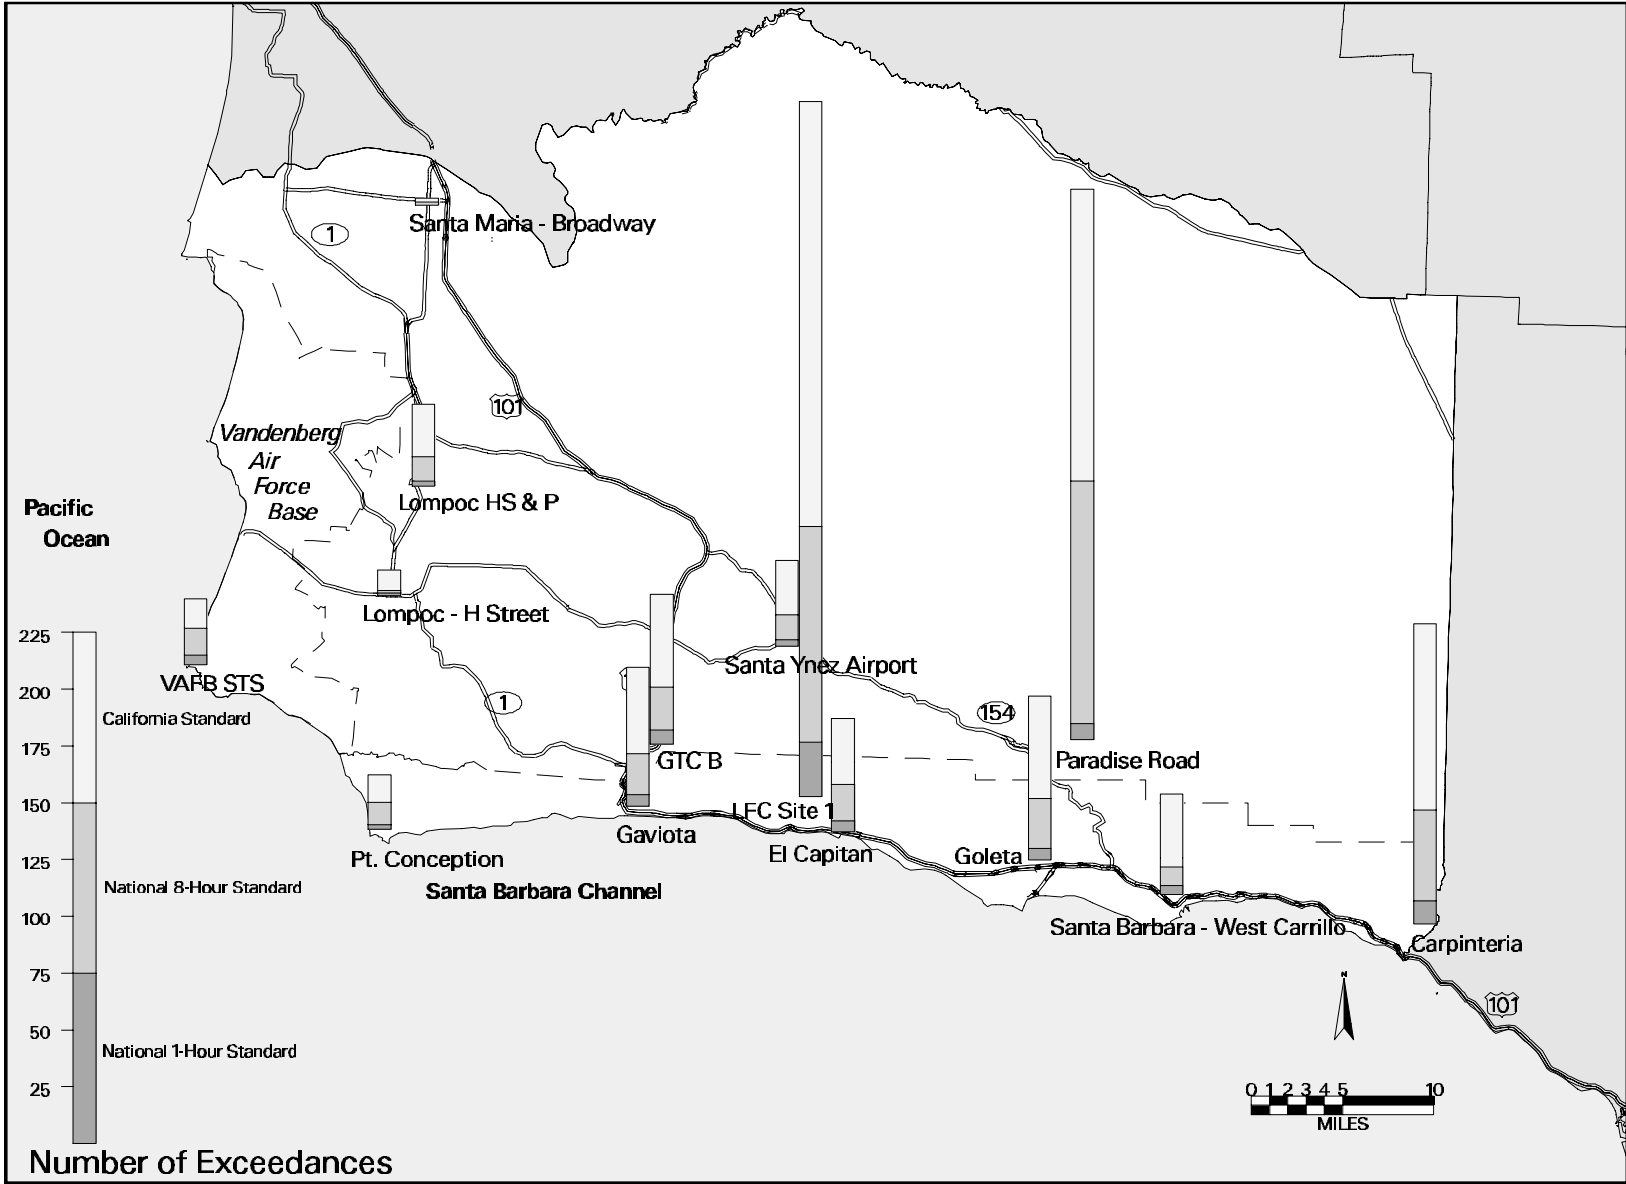 Santa Maria - Broadway
1
101
Vandenberg
Air
Force
Base
Lompoc HS & P
Pacific
Ocean
Lompoc - H Street
VAFB STS
Santa Ynez Airport
1
154
GTC B
Paradise Road
LFC Site 1
Gaviota
El Capitan
Goleta
Pt. Conception
Santa Barbara Channel
Santa Barbara - West Carrillo
Carpinteria
101
225
200
California Standard
175
150
125
National 8-Hour Standard
100
75
50
National 1-Hour Standard
25
Number of Exceedances
N
0 1 2 3 4 5 10
MILES